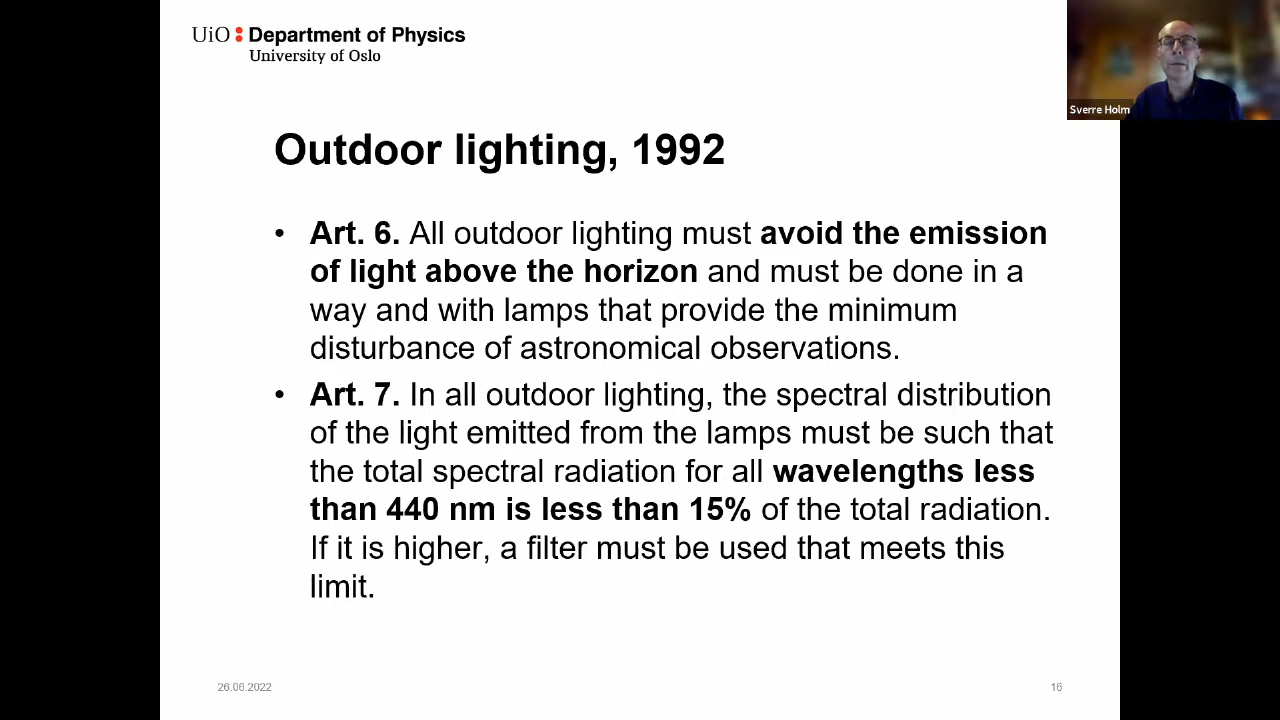 UiO : Department of Physics
University of Oslo
Sverre Holm
Outdoor lighting, 1992
• Art. 6. All outdoor lighting must avoid the emission
of light above the horizon and must be done in a
way and with lamps that provide the minimum
disturbance of astronomical observations.
• Art. 7. In all outdoor lighting, the spectral distribution
of the light emitted from the lamps must be such that
the total spectral radiation for all wavelengths less
than 440 nm is less than 15% of the total radiation.
If it is higher, a filter must be used that meets this
limit.
26.06.2022
16